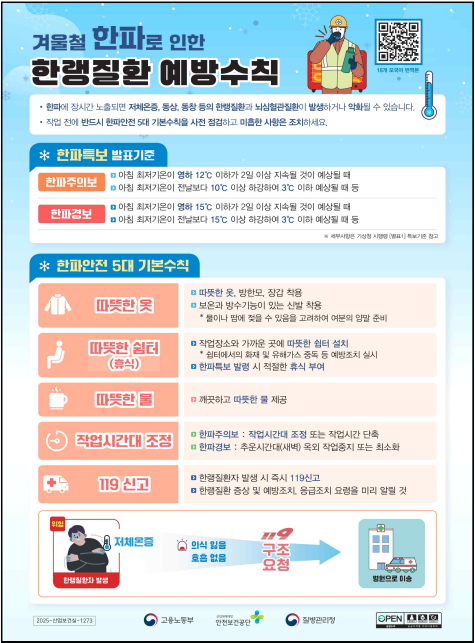 겨울철 한파로 인한
한랭질환 예방수칙
18개 외국어 번역본
• 한파에 장시간 노출되면 저체온증, 동상, 동창 등의 한랭질환과 뇌심혈관질환이 발생하거나 악화될 수 있습니다.
• 작업 전에 반드시 한파안전 5대 기본수칙을 사전 점검하고 미흡한 사항은 조치하세요.
한파특보 발표기준
한파주의보
아침 최저기온이 영하 12℃ 이하가 2일 이상 지속될 것이 예상될 때
아침 최저기온이 전날보다 10℃ 이상 하강하여 3℃ 이하 예상될 때 등
한파경보
아침 최저기온이 영하 15℃ 이하가 2일 이상 지속될 것이 예상될 때
아침 최저기온이 전날보다 15℃ 이상 하강하여 3℃ 이하 예상될 때 등
※ 세부사항은 기상청 시행령 [별표1] 특보기준 참고
한파안전 5대 기본수칙
따뜻한 옷
따뜻한 옷, 방한모, 장갑 착용
보온과 방수기능이 있는 신발 착용
* 물이나 땀에 젖을 수 있음을 고려하여 여분의 양말 준비
따뜻한 쉼터
(휴식)
작업장소와 가까운 곳에 따뜻한 쉼터 설치
* 쉼터에서의 화재 및 유해가스 중독 등 예방조치 실시
한파특보 발령 시 적절한 휴식 부여
따뜻한 물
깨끗하고 따뜻한 물 제공
작업시간대 조정
한파주의보 : 작업시간대 조정 또는 작업시간 단축
한파경보 : 추운시간대(새벽) 옥외 작업중지 또는 최소화
119 신고
한랭질환자 발생 시 즉시 119신고
한랭질환 증상 및 예방조치, 응급조치 요령을 미리 알릴 것
위험
저체온증
한랭질환자 발생
의식 잃음
호흡 없음
119
구조
요청
병원으로 이송
2025-산업보건실-1273
고용노동부
안전보건공단
질병관리청
OPEN